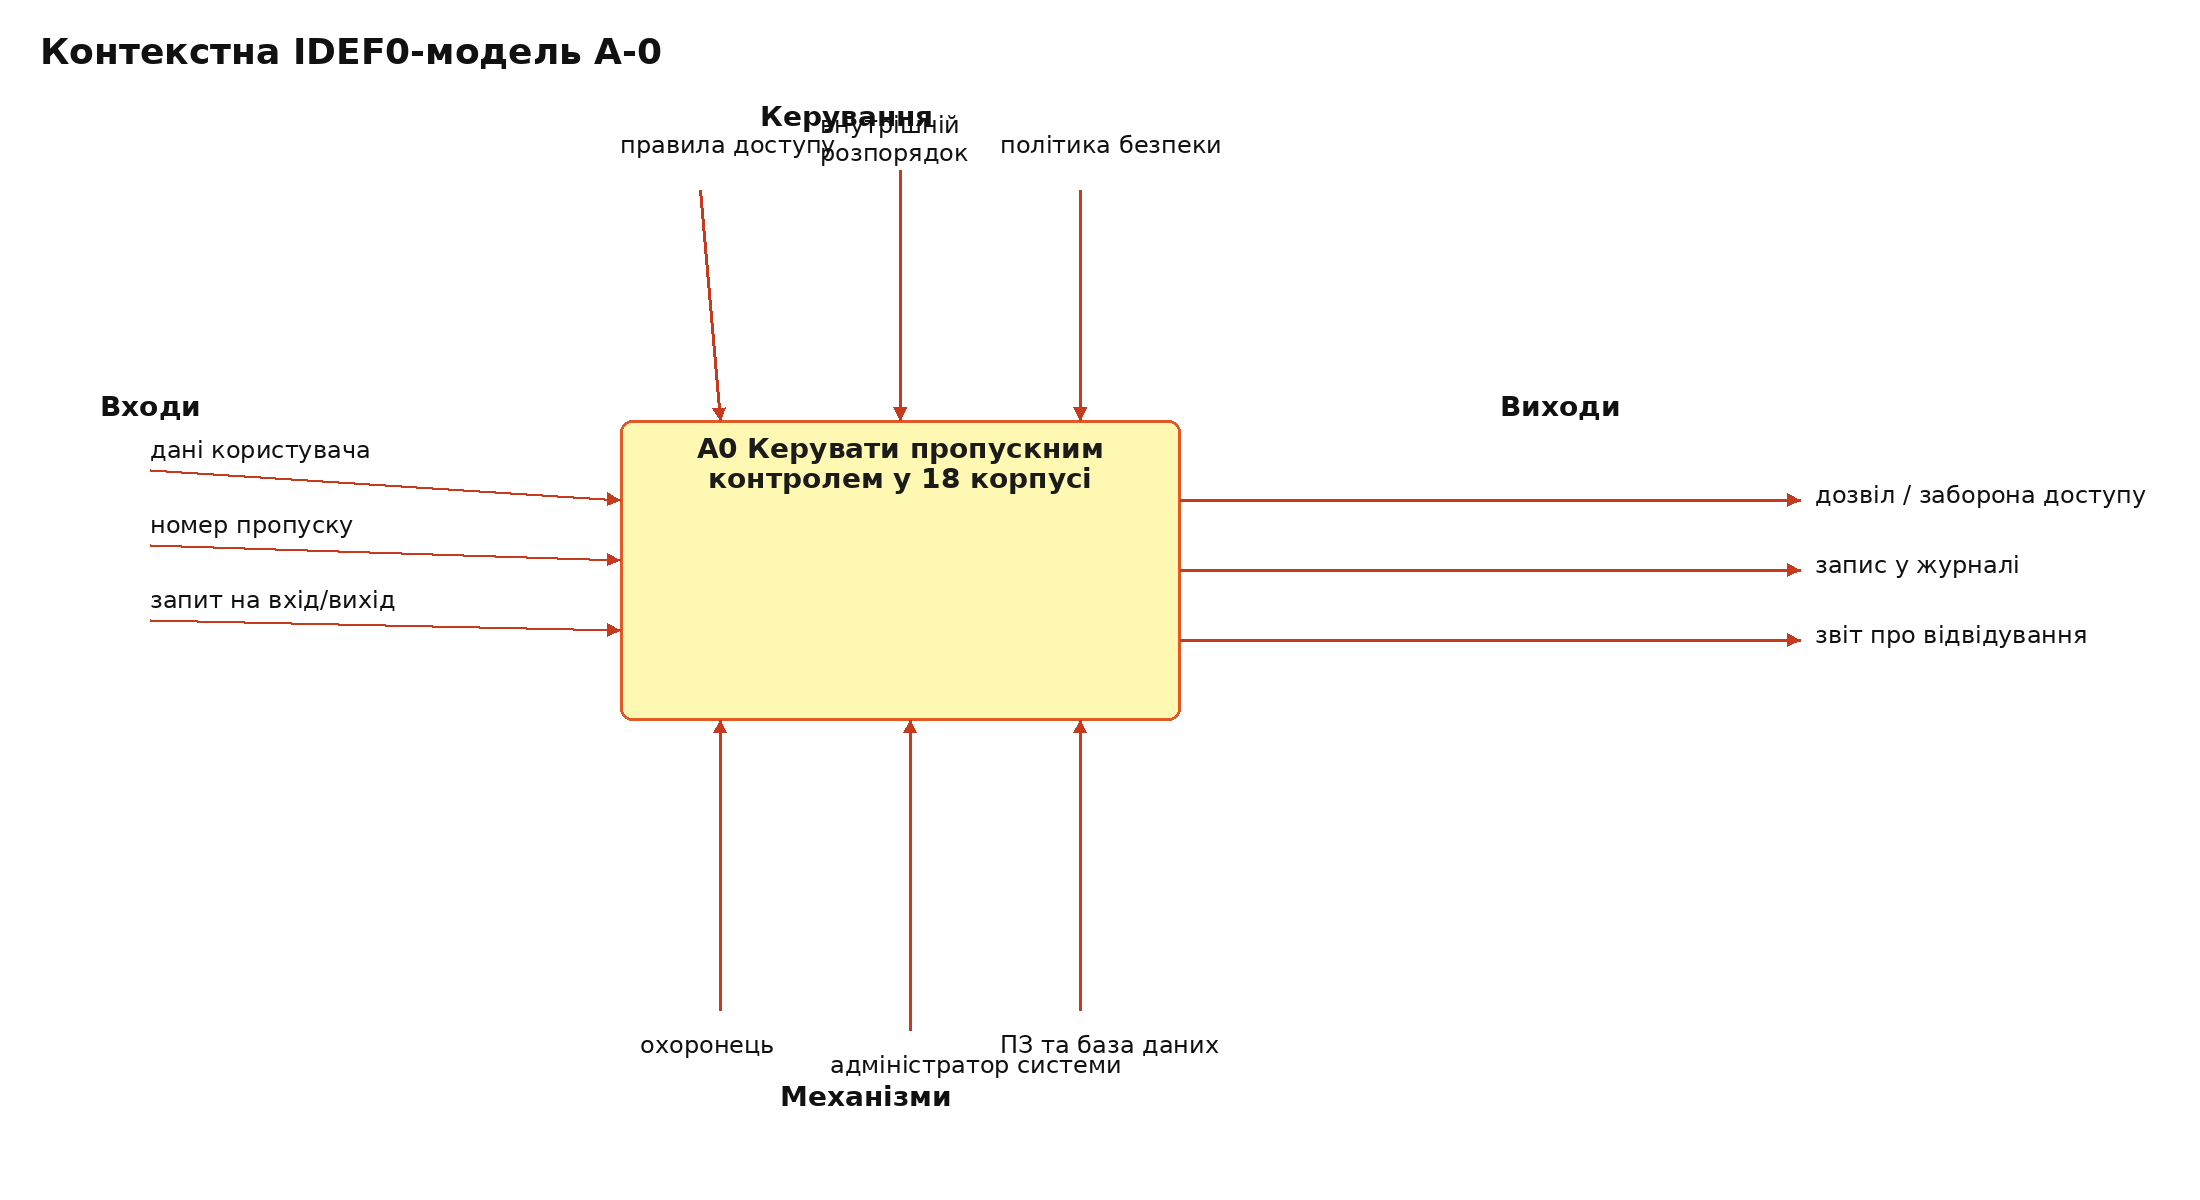 Контекстна IDEF0-модель A-0
Керування
правила доступу
внутрішній
розпорядок
політика безпеки
Входи
дані користувача
номер пропуску
запит на вхід/вихід
A0 Керувати пропускним
контролем у 18 корпусі
Виходи
дозвіл / заборона доступу
запис у журналі
звіт про відвідування
охоронець
адміністратор системи
ПЗ та база даних
Механізми